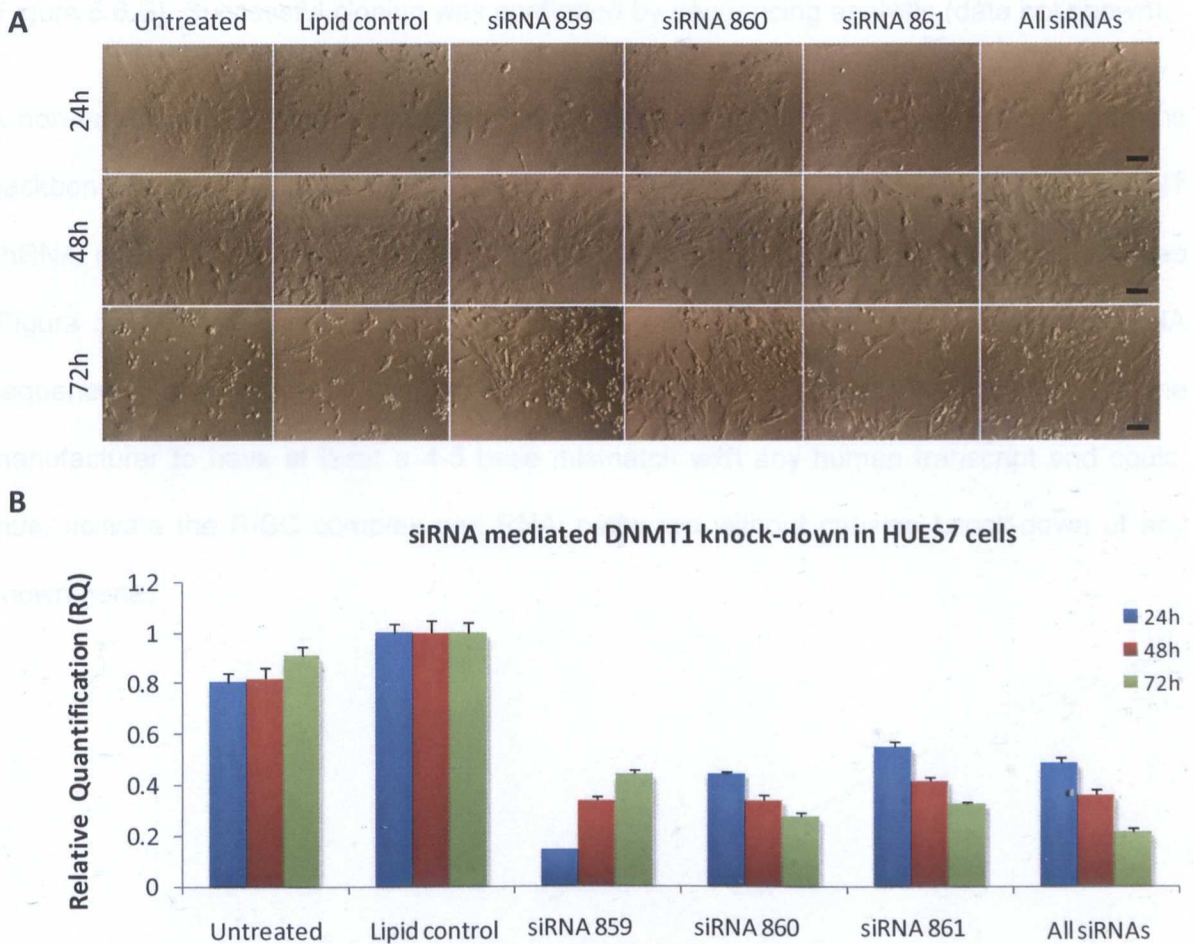 A
Untreated Lipid control siRNA 859 siRNA 860 siRNA 861 All siRNAs
24h
48h
72h
B
siRNA mediated DNMT1 knock-down in HUES7 cells
Relative Quantification (RQ)
1.2
1
0.8
0.6
0.4
0.2
0
24h
48h
72h
Untreated Lipid control siRNA 859 siRNA 860 siRNA 861 All siRNAs